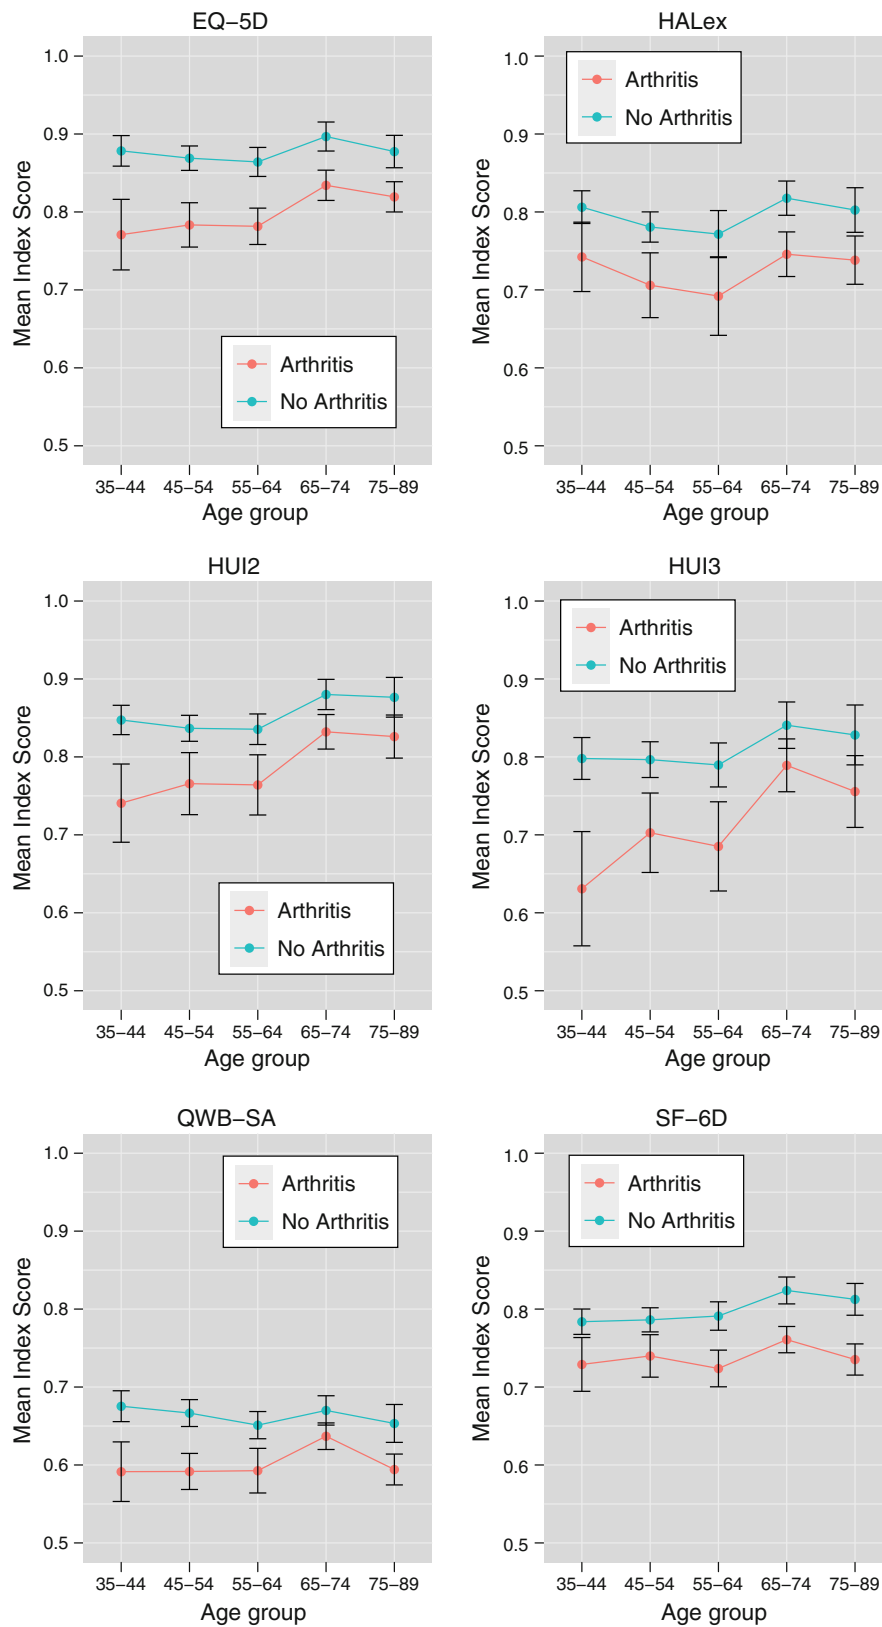 EQ−5D
Mean Index Score
1.0
0.9
0.8
0.7
0.6
0.5
Arthritis
No Arthritis
35−44 45−54 55−64 65−74 75−89
Age group
HALex
Mean Index Score
1.0
0.9
0.8
0.7
0.6
0.5
Arthritis
No Arthritis
35−44 45−54 55−64 65−74 75−89
Age group
HUI2
Mean Index Score
1.0
0.9
0.8
0.7
0.6
0.5
Arthritis
No Arthritis
35−44 45−54 55−64 65−74 75−89
Age group
HUI3
Mean Index Score
1.0
0.9
0.8
0.7
0.6
0.5
Arthritis
No Arthritis
35−44 45−54 55−64 65−74 75−89
Age group
QWB−SA
Mean Index Score
1.0
0.9
0.8
0.7
0.6
0.5
Arthritis
No Arthritis
35−44 45−54 55−64 65−74 75−89
Age group
SF−6D
Mean Index Score
1.0
0.9
0.8
0.7
0.6
0.5
Arthritis
No Arthritis
35−44 45−54 55−64 65−74 75−89
Age group